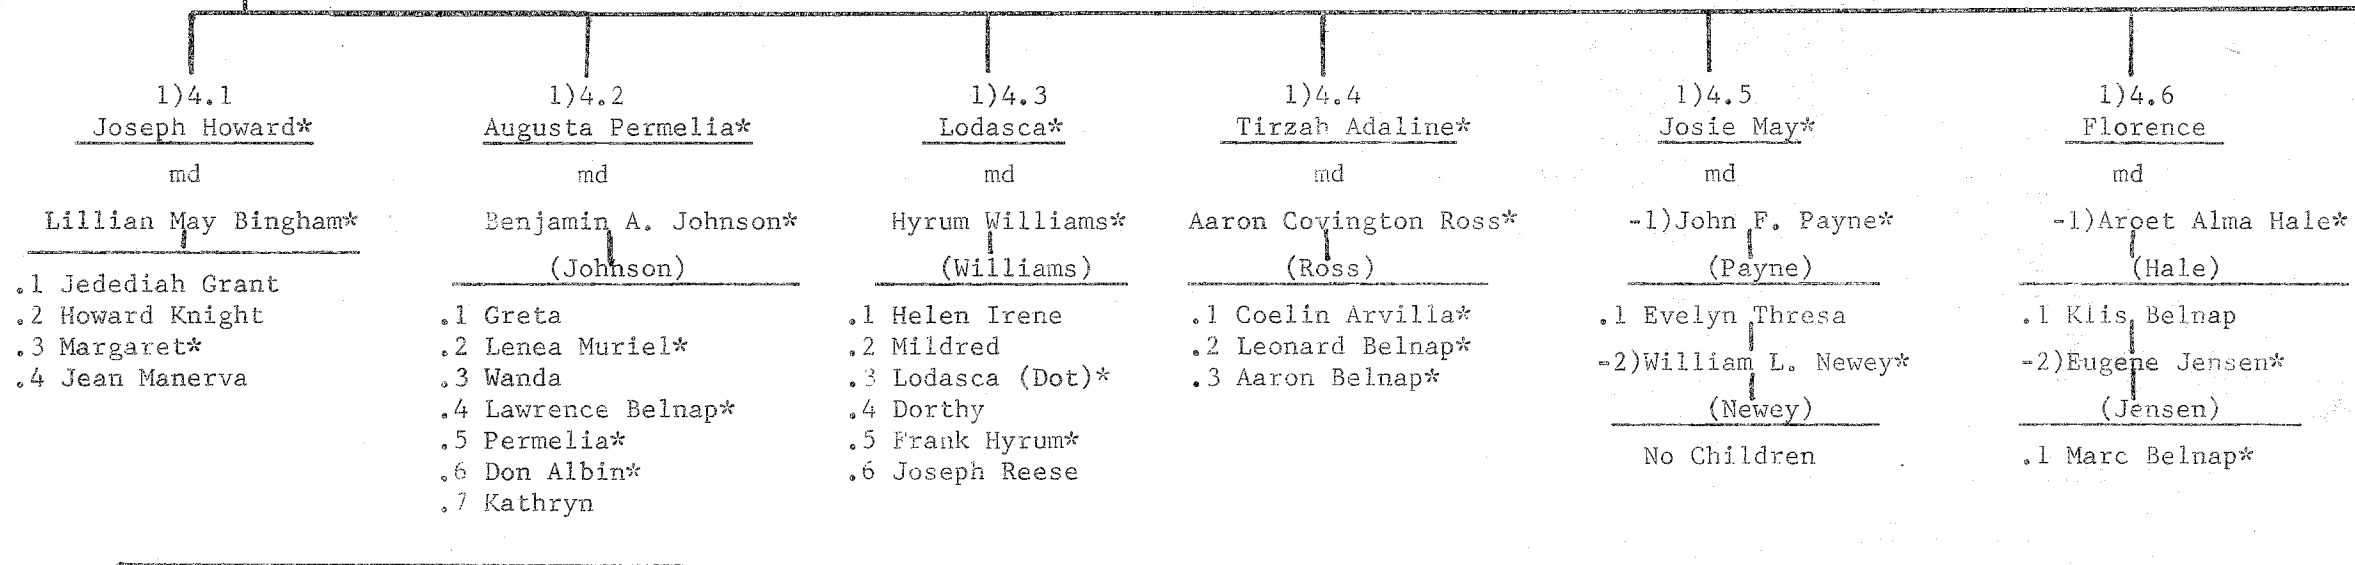 1)4.1
Joseph Howard*
md
Lillian May Bingham*
.1 Jedediah Grant
.2 Howard Knight
.3 Margaret*
.4 Jean Manerva
1)4.2
Augusta Permelia*
md
Benjamin A. Johnson*
(Johnson)
.1 Greta
.2 Lenea Muriel*
.3 Wanda
.4 Lawrence Belnap*
.5 Permelia*
.6 Don Albin*
.7 Kathryn
1)4.3
Lodasca*
md
Hyrum Williams*
(Williams)
.1 Helen Irene
.2 Mildred
.3 Lodasca (Dot)*
.4 Dorthy
.5 Frank Hyrum*
.6 Joseph Reese
1)4.4
Tirzah Adaline*
md
Aaron Covington Ross*
(Ross)
.1 Coelin Arvilla*
.2 Leonard Belnap*
.3 Aaron Belnap*
1)4.5
Josie May*
md
-1)John F. Payne*
(Payne)
.1 Evelyn Thresa
-2)William L. Newey*
(Newey)
No Children
1)4.6
Florence
md
-1)Aroet Alma Hale*
(Hale)
.1 Klis Belnap
-2)Eugene Jensen*
(Jensen)
.1 Marc Belnap*